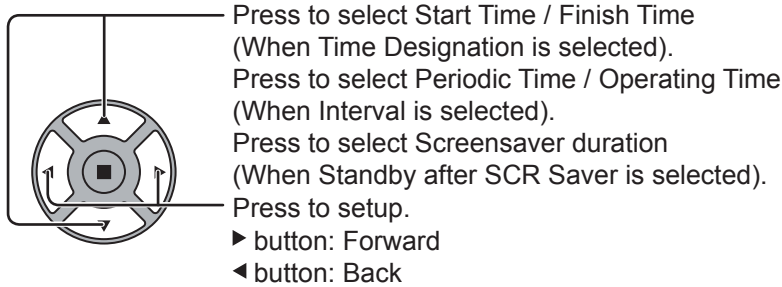 Press to select Start Time / Finish Time
(When Time Designation is selected).
Press to select Periodic Time / Operating Time
(When Interval is selected).
Press to select Screensaver duration
(When Standby after SCR Saver is selected).
Press to setup.
► button: Forward
◄ button: Back